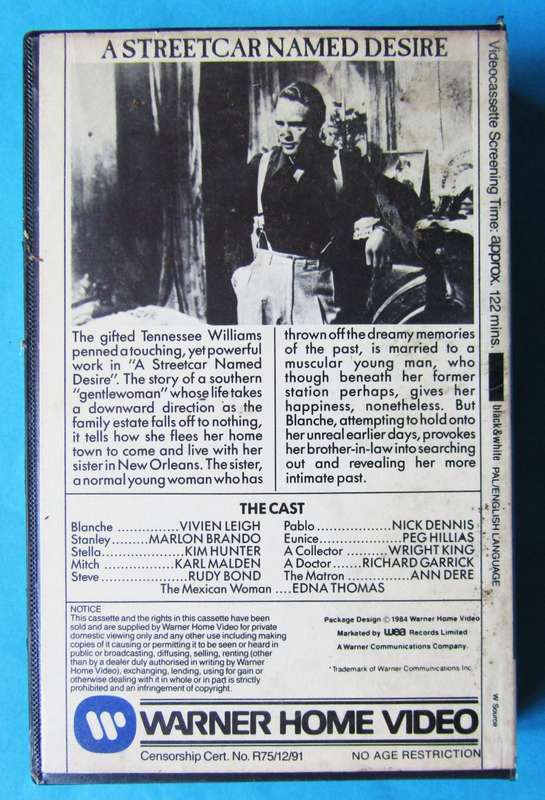 A STREETCAR NAMED DESIRE
The gifted Tennessee Williams
penned a touching, yet powerful
work in "A Streetcar Named
Desire". The story of a southern
"gentlewoman" whose life takes
a downward direction as the
family estate falls off to nothing,
it tells how she flees her home
town to come and live with her
sister in New Orleans. The sister,
a normal young woman who has
thrown off the dreamy memories
of the past, is married to a
muscular young man, who
though beneath her former
station perhaps, gives her
happiness, nonetheless. But
Blanche, attempting to hold onto
her unreal earlier days, provokes
her brother-in-law into searching
out and revealing her more
intimate past.
THE CAST
Blanche ..............VIVIEN LEIGH
Stanley........MARLON BRANDO
Stella....................KIM HUNTER
Mitch ................KARL MALDEN
Steve....................RUDY BOND
Pablo..................NICK DENNIS
Eunice...................PEG HILLIAS
A Collector ........WRIGHT KING
A Doctor.......RICHARD GARRICK
The Matron ............ANN DERE
The Mexican Woman ....EDNA THOMAS
NOTICE
This cassette and the rights in this cassette have been
sold and are supplied by Warner Home Video for private
domestic viewing only and any other use including making
copies of it causing or permitting it to be seen or heard in
public or broadcasting, diffusing, selling, renting (other
than by a dealer duly authorised in writing by Warner
Home Video), exchanging, lending, using for gain or
otherwise dealing with it in whole or in part is strictly
prohibited and an infringement of copyright.
Package Design © 1984 Warner Home Video
Marketed by wea Records Limited
A Warner Communications Company.
*Trademark of Warner Communications Inc.
WARNER HOME VIDEO
Censorship Cert. No. R75/12/91
NO AGE RESTRICTION
Videocassette Screening Time: approx. 122 mins.
black&white PAL/ENGLISH LANGUAGE
W Source